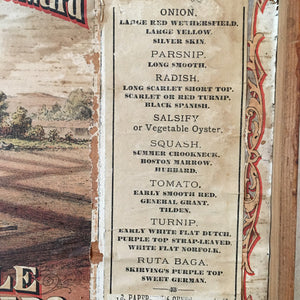 ONION.
LARGE RED WETHERSFIELD.
LARGE YELLOW.
SILVER SKIN.
PARSNIP.
LONG SMOOTH.
RADISH.
LONG SCARLET SHORT TOP.
SCARLET OR RED TURNIP.
BLACK SPANISH.
SALSIFY
or Vegetable Oyster.
SQUASH.
SUMMER CROOKNECK.
BOSTON MARROW.
HUBBARD.
TOMATO.
EARLY SMOOTH RED.
GENERAL GRANT.
TILDEN.
TURNIP.
EARLY WHITE FLAT DUTCH.
PURPLE TOP STRAP-LEAVED.
WHITE FLAT NORFOLK.
RUTA BAGA.
SKIRVING'S PURPLE TOP
SWEET GERMAN.